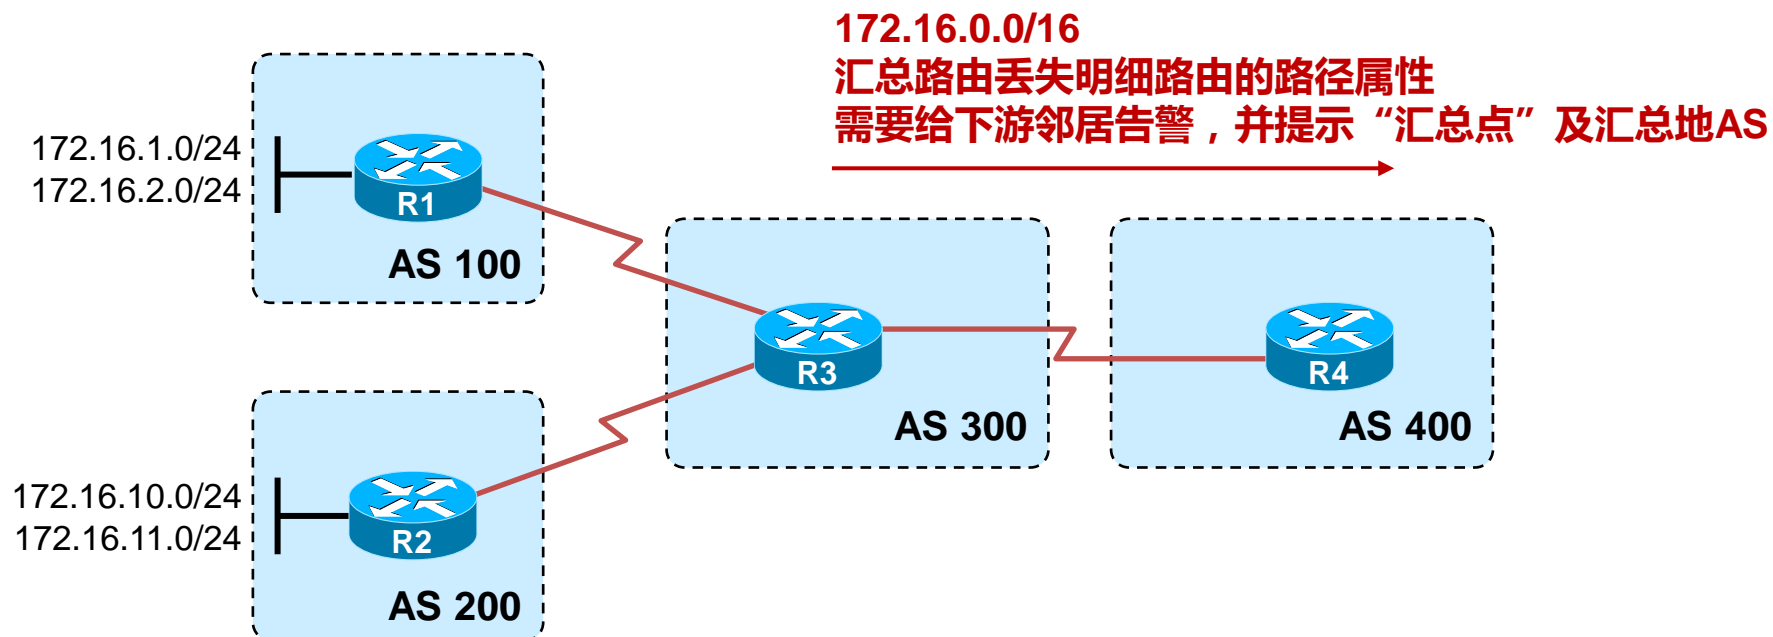 172.16.0.0/16
汇总路由丢失明细路由的路径属性
需要给下游邻居告警，并提示“汇总点”及汇总地AS
172.16.1.0/24
172.16.2.0/24
R1
AS 100
R3
AS 300
R4
AS 400
172.16.10.0/24
172.16.11.0/24
R2
AS 200